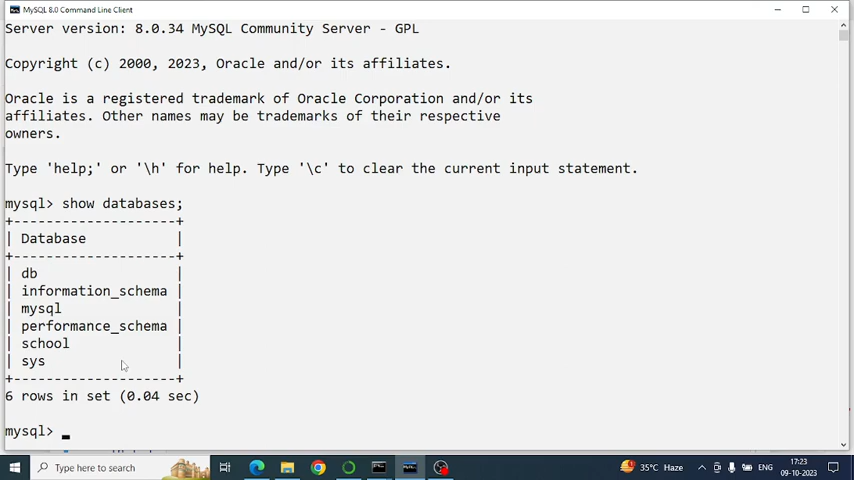 MySQL 8.0 Command Line Client
Server version: 8.0.34 MySQL Community Server - GPL
Copyright (c) 2000, 2023, Oracle and/or its affiliates.
Oracle is a registered trademark of Oracle Corporation and/or its
affiliates. Other names may be trademarks of their respective
owners.
Type 'help;' or '\h' for help. Type '\c' to clear the current input statement.
mysql> show databases;
+--------------------+
| Database           |
+--------------------+
| db                 |
| information_schema |
| mysql              |
| performance_schema |
| school             |
| sys                |
+--------------------+
6 rows in set (0.04 sec)
mysql>
Type here to search
35°C Haze
ENG
17:23
09-10-2023